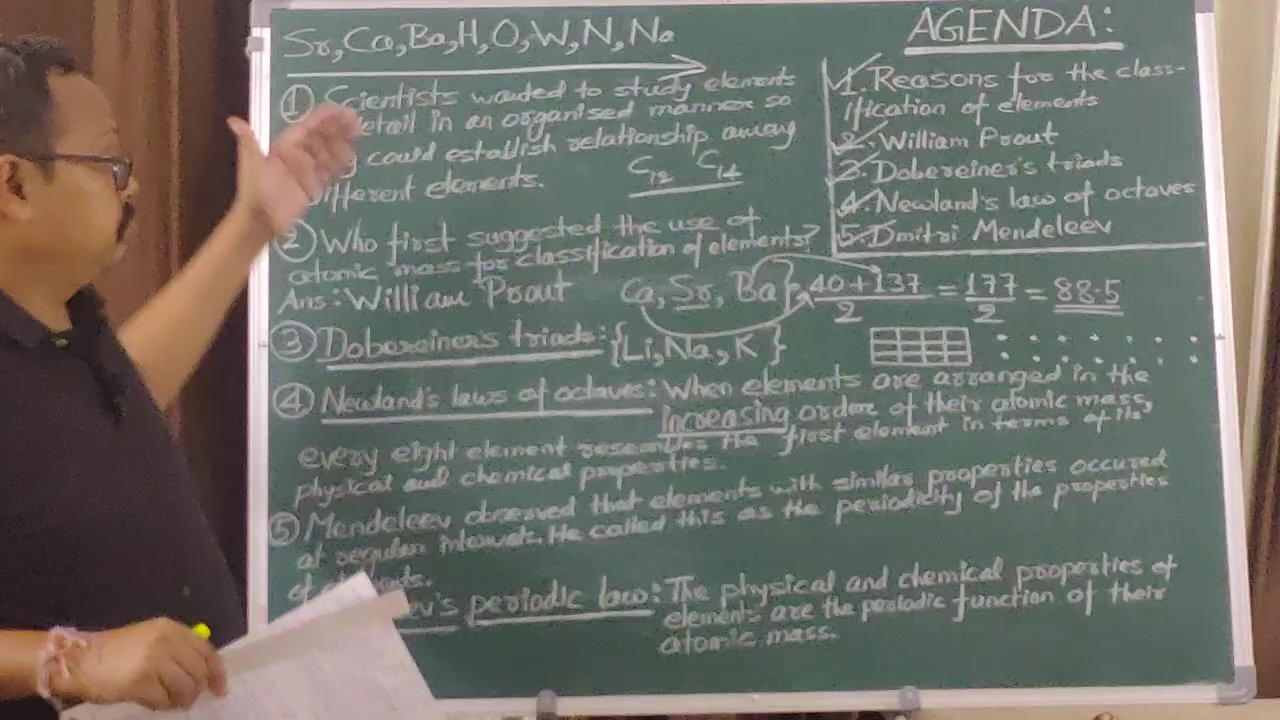 Sr, Ca, Ba, H, O, W, N, Na
AGENDA:
1. Reasons for the class-
ification of elements
2. William Prout
3. Dobereiner's triads
4. Newland's law of octaves
5. Dmitri Mendeleev
① Scientists wanted to study elements
etail in an organised manner so
y could establish relationship among
ifferent elements.
C12 C14
② Who first suggested the use of
atomic mass for classification of elements?
Ans: William Prout
Ca, Sr, Ba} 40+137/2 = 177/2 = 88.5
③ Dobereiner's triads: {Li, Na, K}
④ Newland's laws of octaves: When elements are arranged in the
increasing order of their atomic mass,
every eight element resembles the first element in terms of its
physical and chemical properties.
⑤ Mendeleev observed that elements with similar properties occured
at regular intervals. He called this as the periodicity of the properties
of
v's periodic law: The physical and chemical properties of
elements are the periodic function of their
atomic mass.